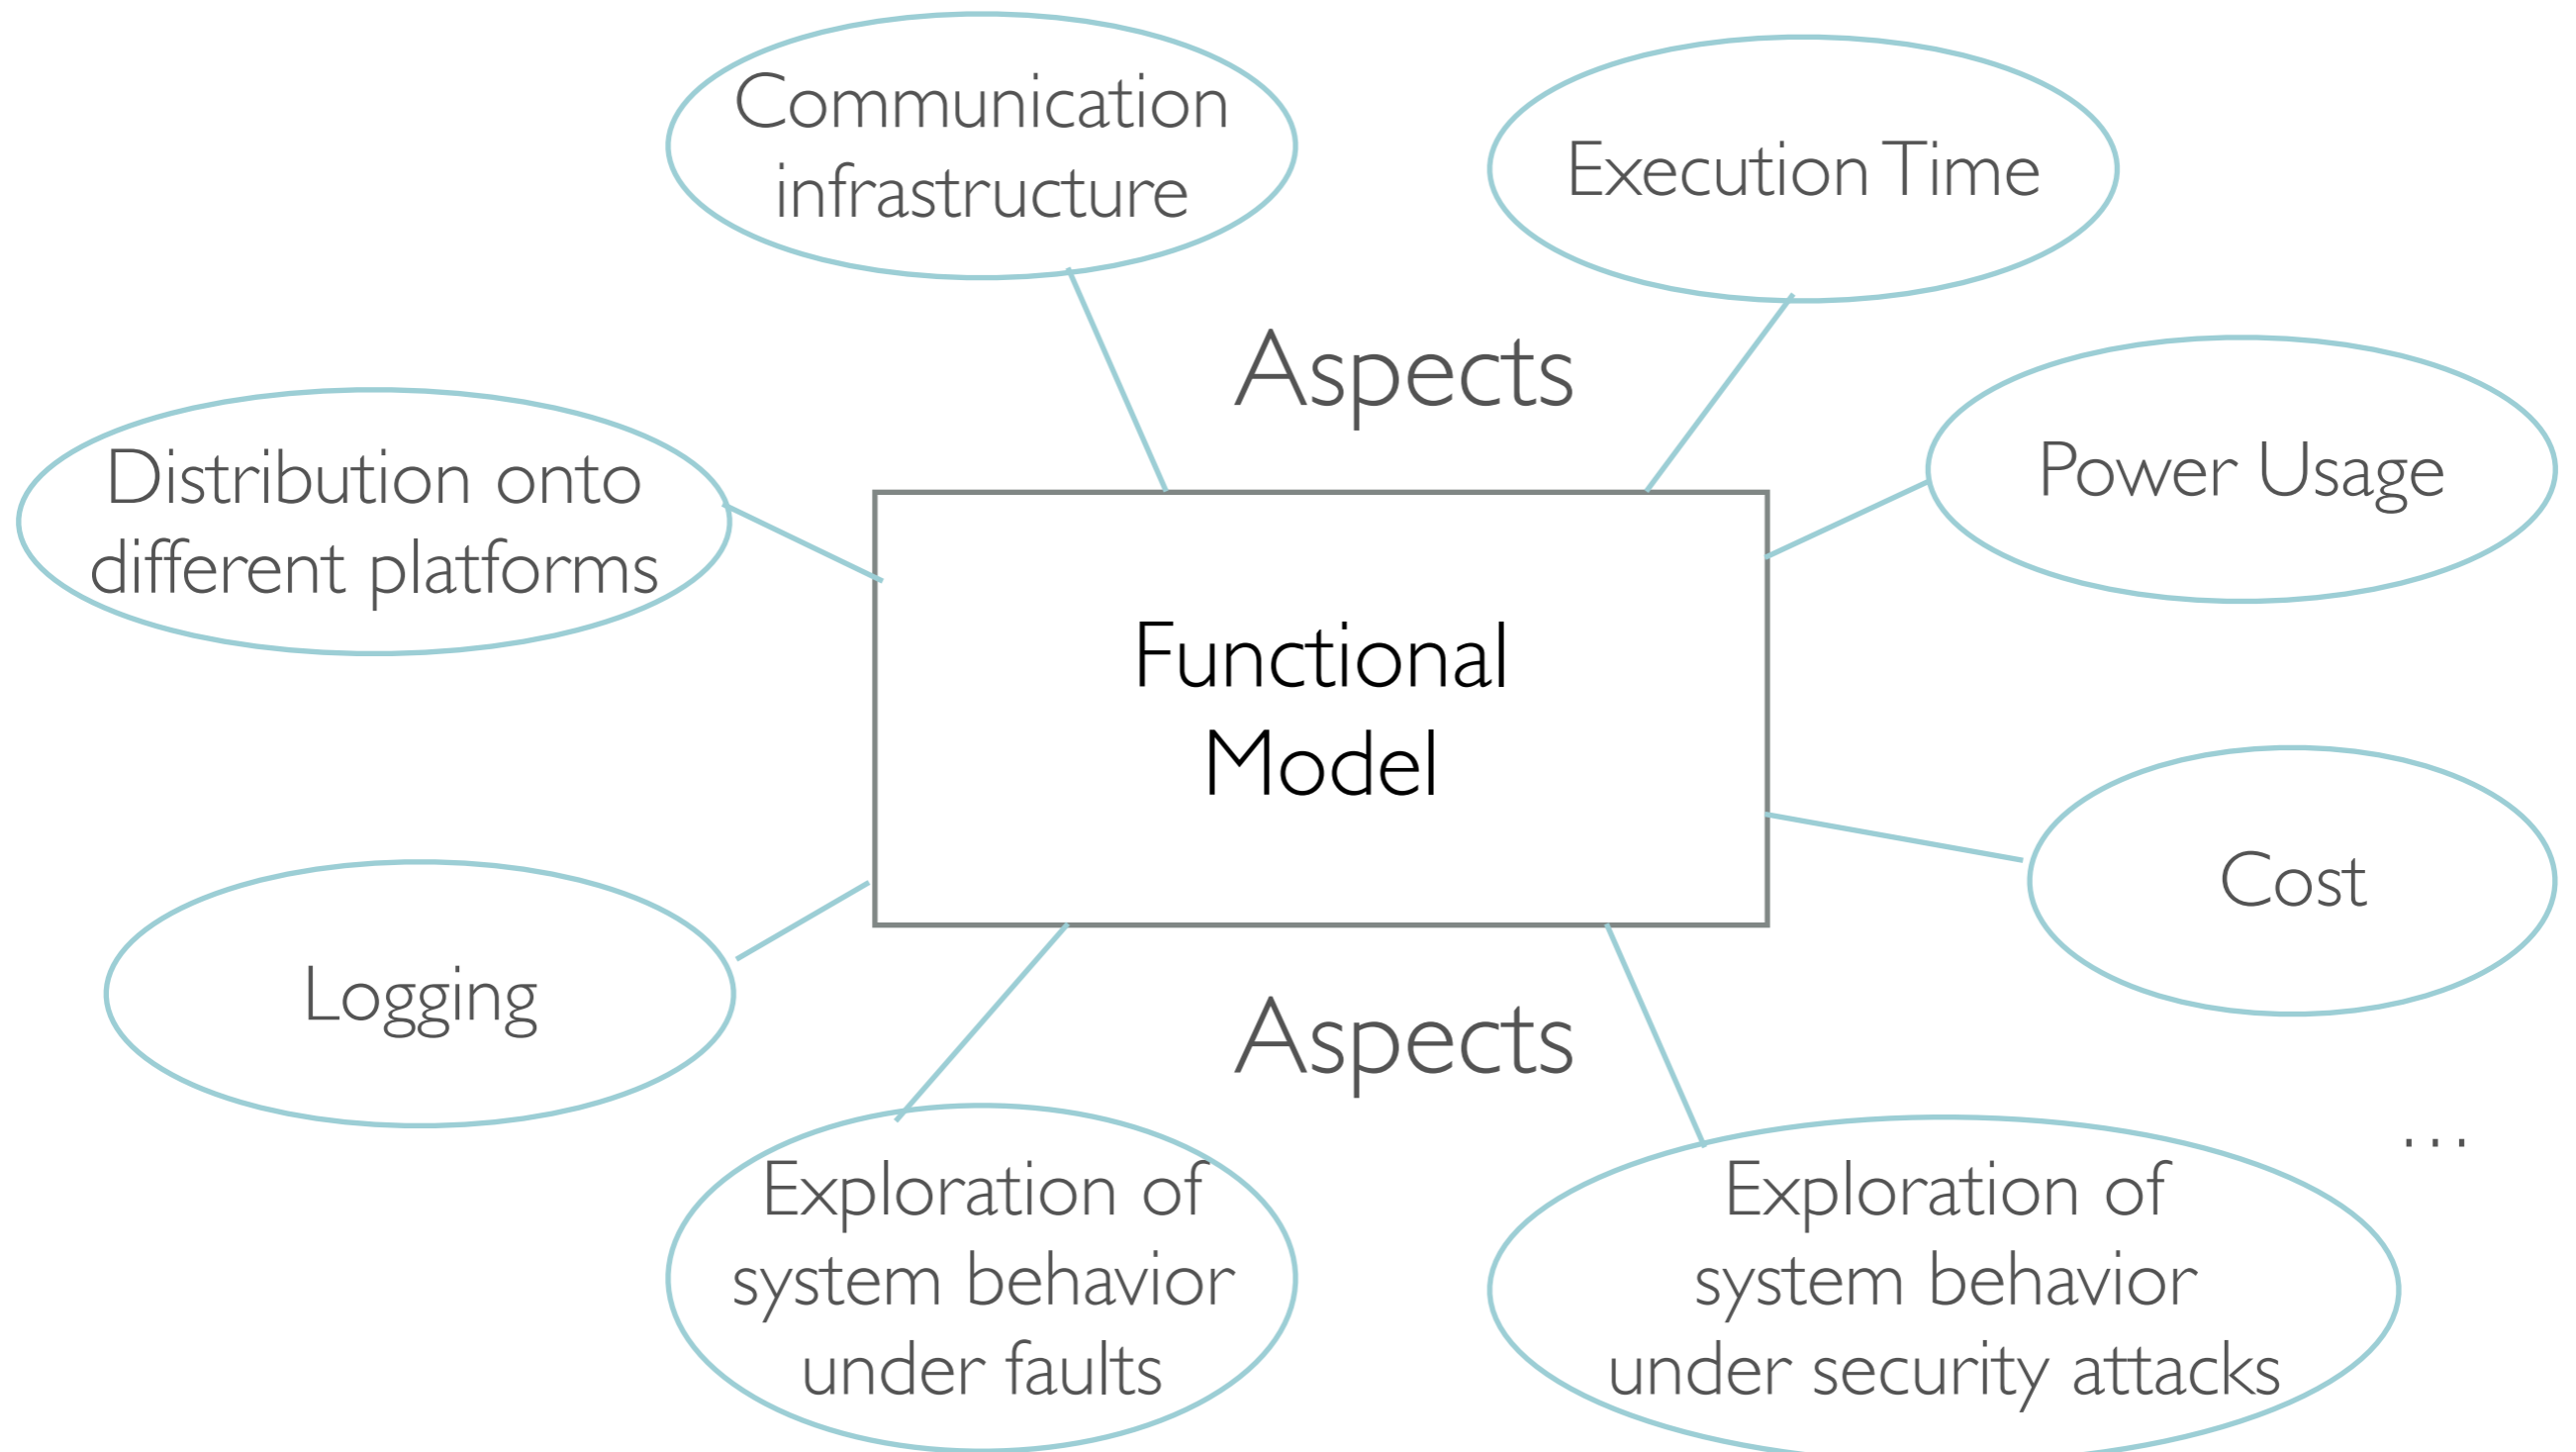 Communication
infrastructure
Execution Time
Aspects
Distribution onto
different platforms
Power Usage
Functional
Model
Cost
Logging
Aspects
...
Exploration of
system behavior
under faults
Exploration of
system behavior
under security attacks